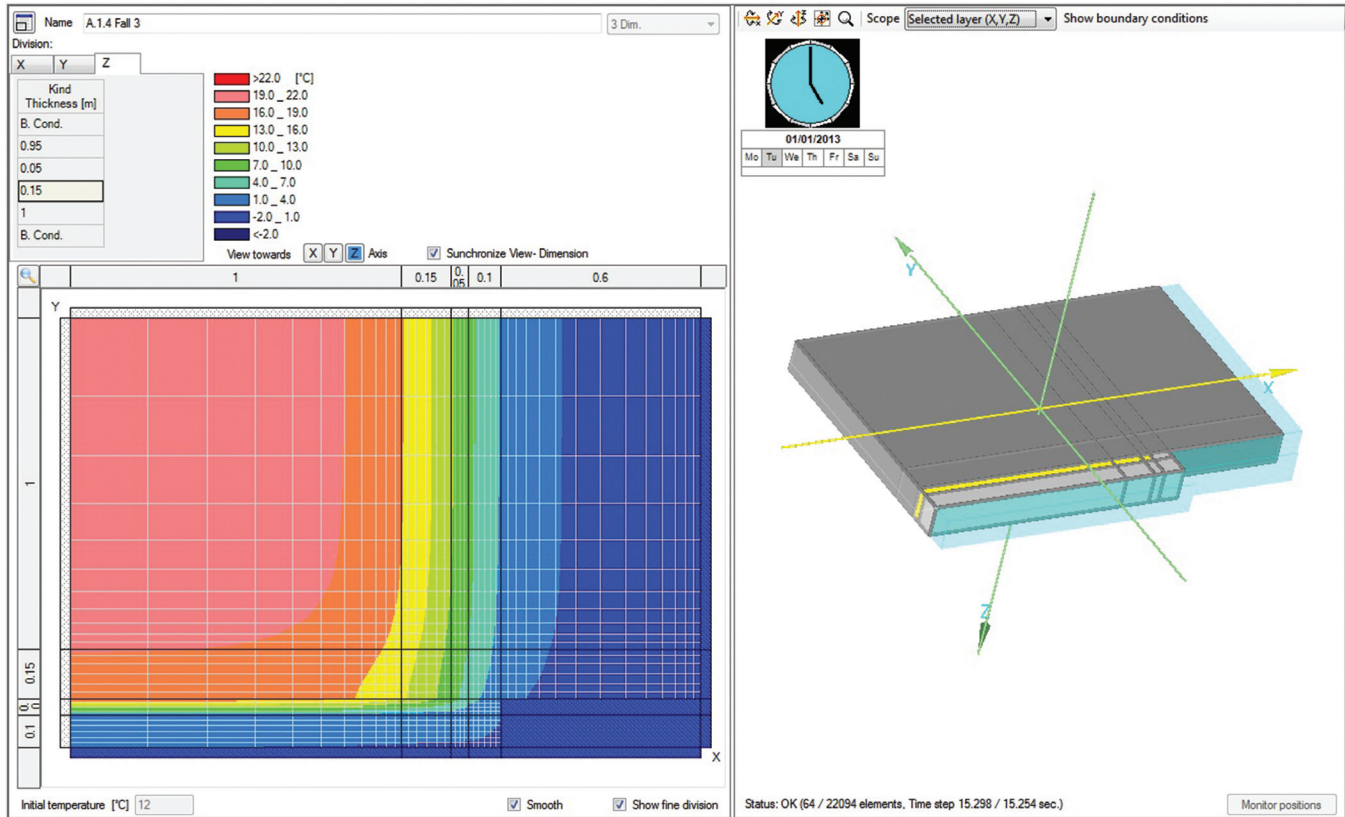 Name A.1.4 Fall 3 3 Dim.
Division:
X Y Z
Kind
Thickness [m]
B. Cond.
0.95
0.05
0.15
1
B. Cond.
>22.0 [°C]
19.0 _ 22.0
16.0 _ 19.0
13.0 _ 16.0
10.0 _ 13.0
7.0 _ 10.0
4.0 _ 7.0
1.0 _ 4.0
-2.0 _ 1.0
<-2.0
View towards X Y Z Axis Sunchronize View- Dimension
1 0.15 0.05 0.1 0.6
Y
1
0.15
0.1
X
Initial temperature [°C] 12 Smooth Show fine division
Scope Selected layer (X,Y,Z) Show boundary conditions
01/01/2013
Mo Tu We Th Fr Sa Su
Y
X
Z
Status: OK (64 / 22094 elements, Time step 15.298 / 15.254 sec.) Monitor positions